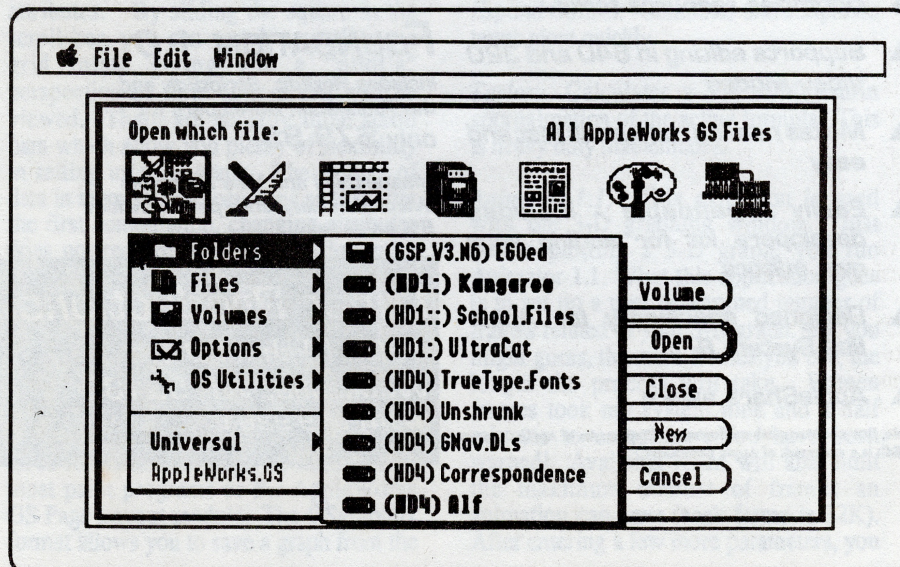 File Edit Window
Open which file: All AppleWorks GS Files
Folders
Files
Volumes
Options
OS Utilities
Universal
AppleWorks.GS
(GSP.V3.N6) EGOed
(HD1:) Kangaroo
(HD1::) School.Files
(HD1:) UltraCat
(HD4) TrueType.Fonts
(HD4) Unshrunk
(HD4) GNav.DLs
(HD4) Correspondence
(HD4) Alf
Volume
Open
Close
New
Cancel